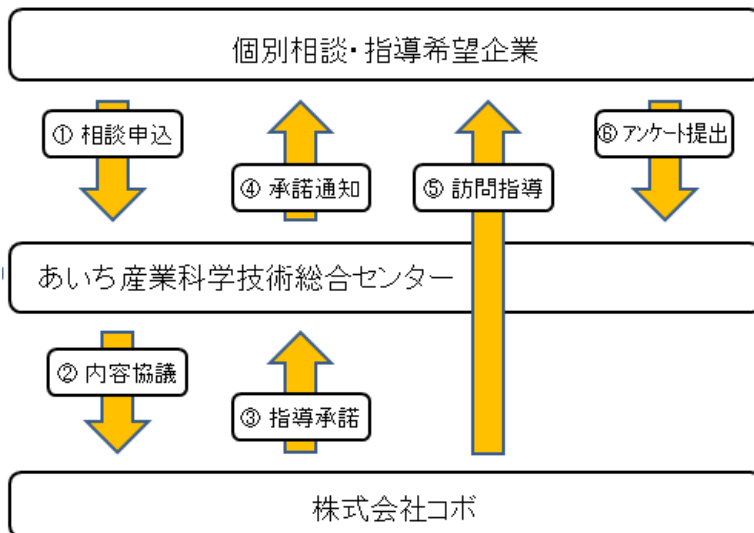 個別相談・指導希望企業
① 相談申込
⑥ アンケート提出
④ 承諾通知
⑤ 訪問指導
あいち産業科学技術総合センター
② 内容協議
③ 指導承諾
株式会社コボ